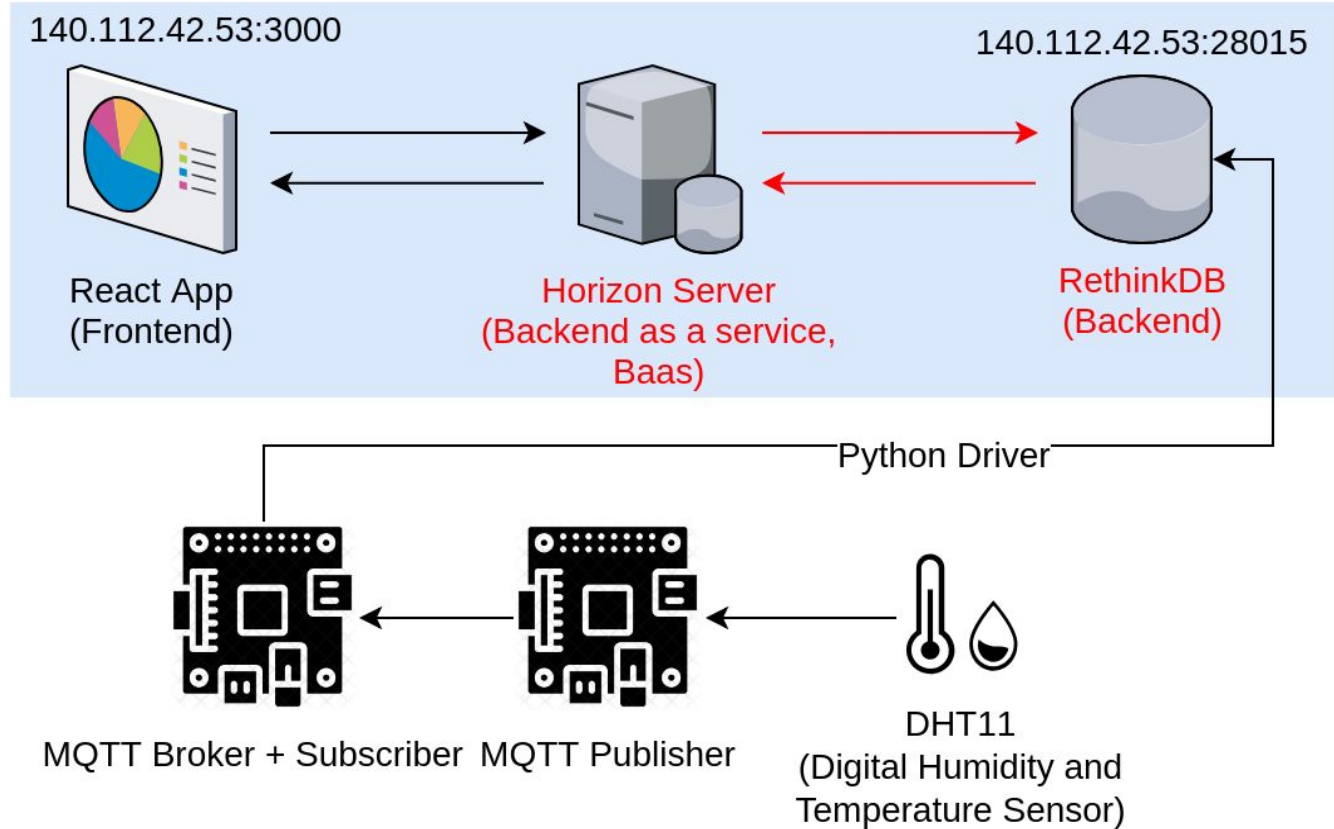 140.112.42.53:3000
140.112.42.53:28015
React App
(Frontend)
Horizon Server
(Backend as a service,
Baas)
RethinkDB
(Backend)
Python Driver
MQTT Broker + Subscriber
MQTT Publisher
DHT11
(Digital Humidity and
Temperature Sensor)